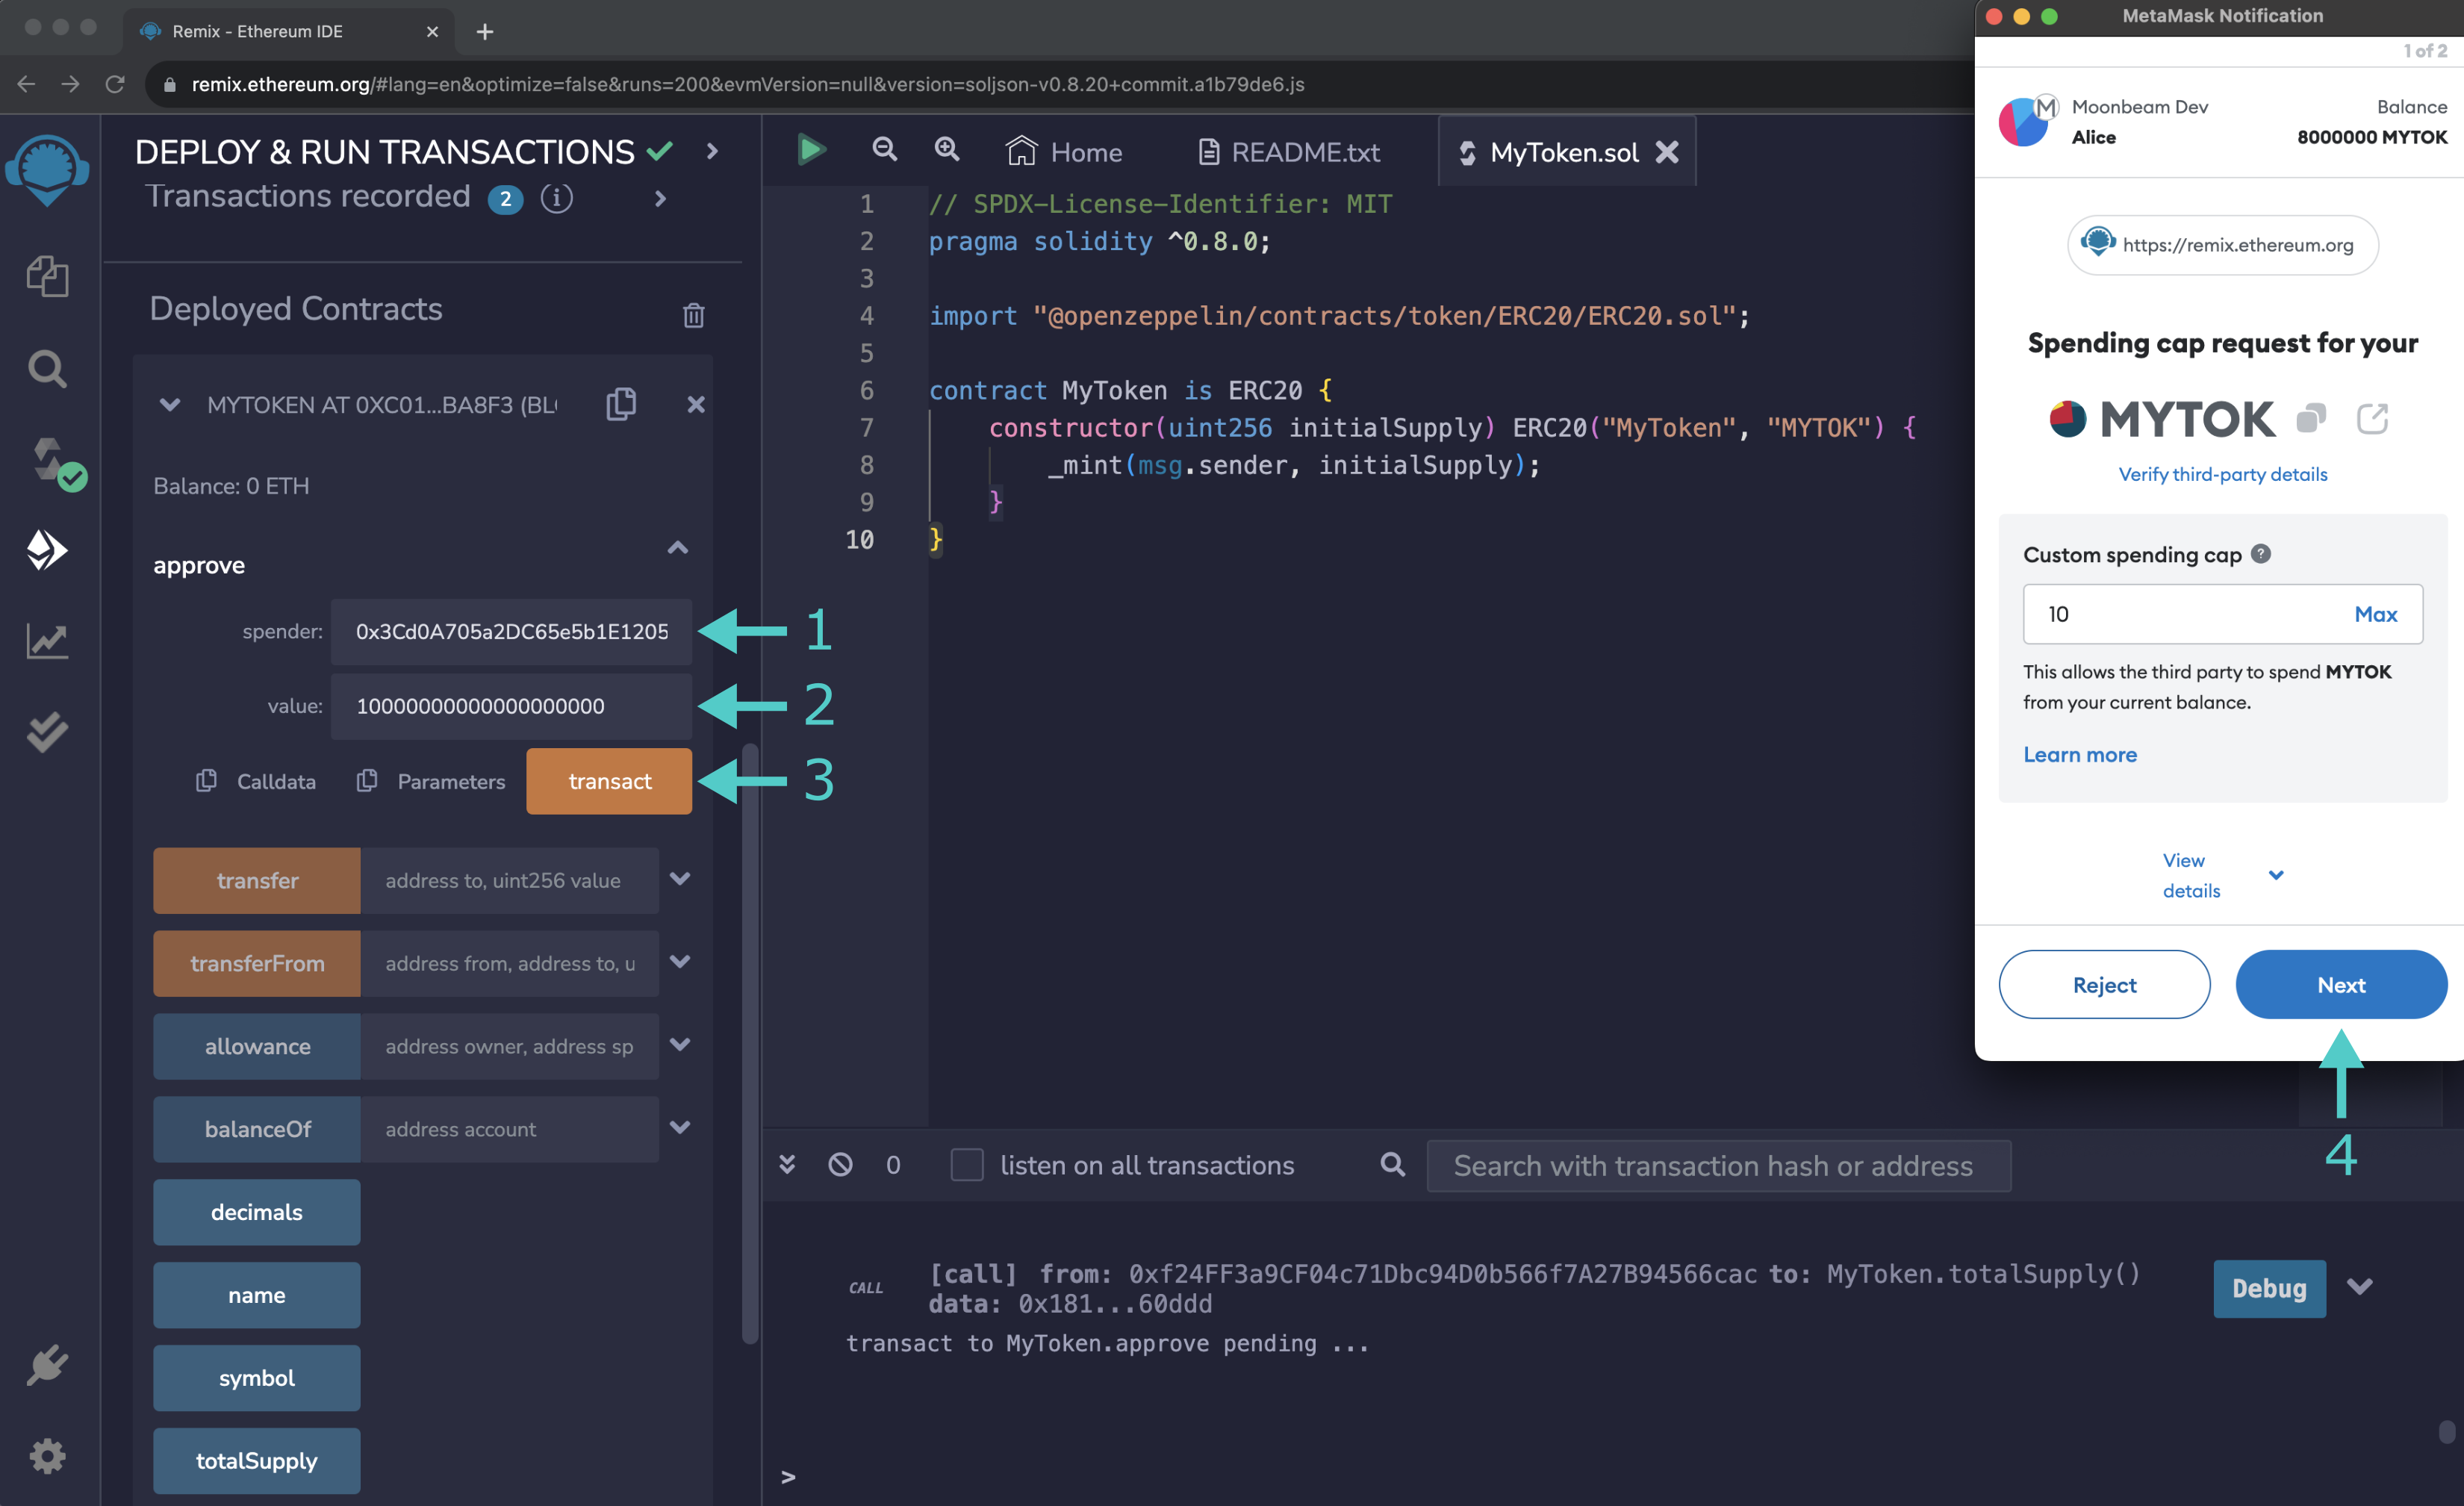 Remix - Ethereum IDE
remix.ethereum.org/#lang=en&optimize=false&runs=200&evmVersion=null&version=soljson-v0.8.20+commit.a1b79de6.js
DEPLOY & RUN TRANSACTIONS
Transactions recorded 2 i
Deployed Contracts
MYTOKEN AT 0XC01...BA8F3 (BL
Balance: 0 ETH
approve
spender: 0x3Cd0A705a2DC65e5b1E1205 1
value: 10000000000000000000 2
Calldata Parameters transact 3
transfer address to, uint256 value
transferFrom address from, address to, u
allowance address owner, address sp
balanceOf address account
decimals
name
symbol
totalSupply
Home README.txt MyToken.sol
1 // SPDX-License-Identifier: MIT
2 pragma solidity ^0.8.0;
3
4 import "@openzeppelin/contracts/token/ERC20/ERC20.sol";
5
6 contract MyToken is ERC20 {
7 constructor(uint256 initialSupply) ERC20("MyToken", "MYTOK") {
8 _mint(msg.sender, initialSupply);
9 }
10 }
0 listen on all transactions Search with transaction hash or address
CALL [call] from: 0xf24FF3a9CF04c71Dbc94D0b566f7A27B94566cac to: MyToken.totalSupply()
data: 0x181...60ddd
Debug
transact to MyToken.approve pending ...
>
MetaMask Notification
1 of 2
M Moonbeam Dev Balance
Alice 8000000 MYTOK
https://remix.ethereum.org
Spending cap request for your
MYTOK
Verify third-party details
Custom spending cap ?
10 Max
This allows the third party to spend MYTOK
from your current balance.
Learn more
View
details
Reject Next
4